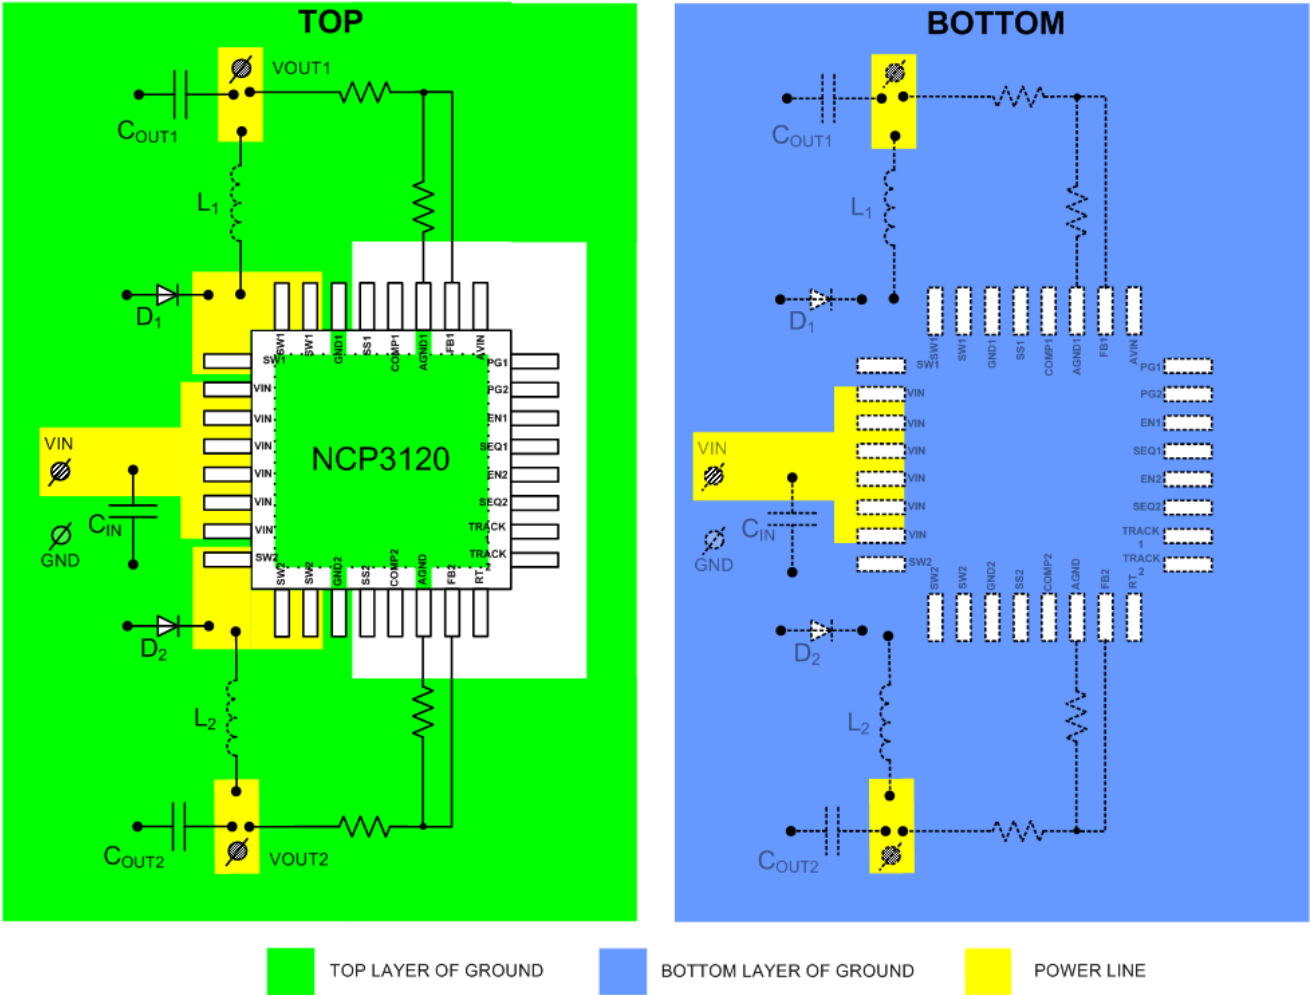 TOP
VOUT1
COUT1
L1
D1
SW1
SW1
GND1
SS1
COMP1
AGND1
FB1
AVIN
SW1
VIN
VIN
VIN
VIN
VIN
VIN
SW2
PG1
PG2
EN1
SEQ1
EN2
SEQ2
TRACK
1
TRACK
2
NCP3120
VIN
CIN
GND
SW2
SW2
GND2
SS2
COMP2
AGND
FB2
RT
D2
L2
COUT2
VOUT2
BOTTOM
COUT1
L1
D1
SW1
SW1
GND1
SS1
COMP1
AGND1
FB1
AVIN
SW1
VIN
VIN
VIN
VIN
VIN
VIN
SW2
PG1
PG2
EN1
SEQ1
EN2
SEQ2
TRACK
1
TRACK
2
VIN
CIN
GND
SW2
SW2
GND2
SS2
COMP2
AGND
FB2
RT
D2
L2
COUT2
TOP LAYER OF GROUND
BOTTOM LAYER OF GROUND
POWER LINE